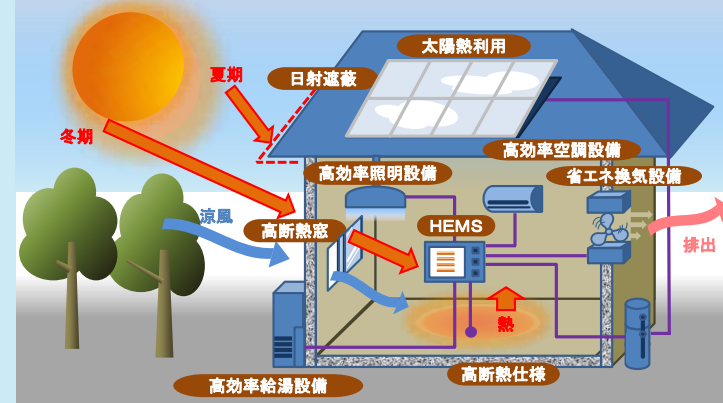 太陽熱利用
夏期
日射遮蔽
冬期
高効率空調設備
高効率照明設備
省エネ換気設備
涼風
高断熱窓
HEMS
排出
熱
高断熱仕様
高効率給湯設備